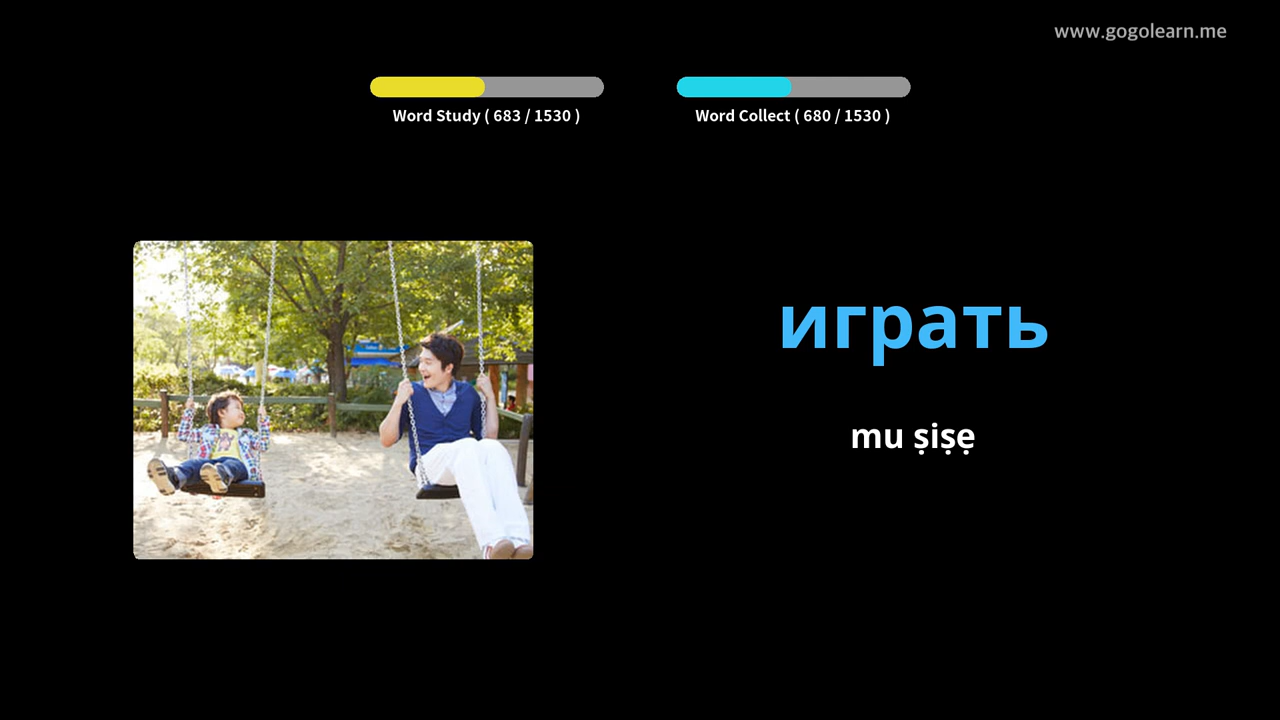 www.gogolearn.me
Word Study ( 683 / 1530 )
Word Collect ( 680 / 1530 )
играть
mu ṣiṣẹ